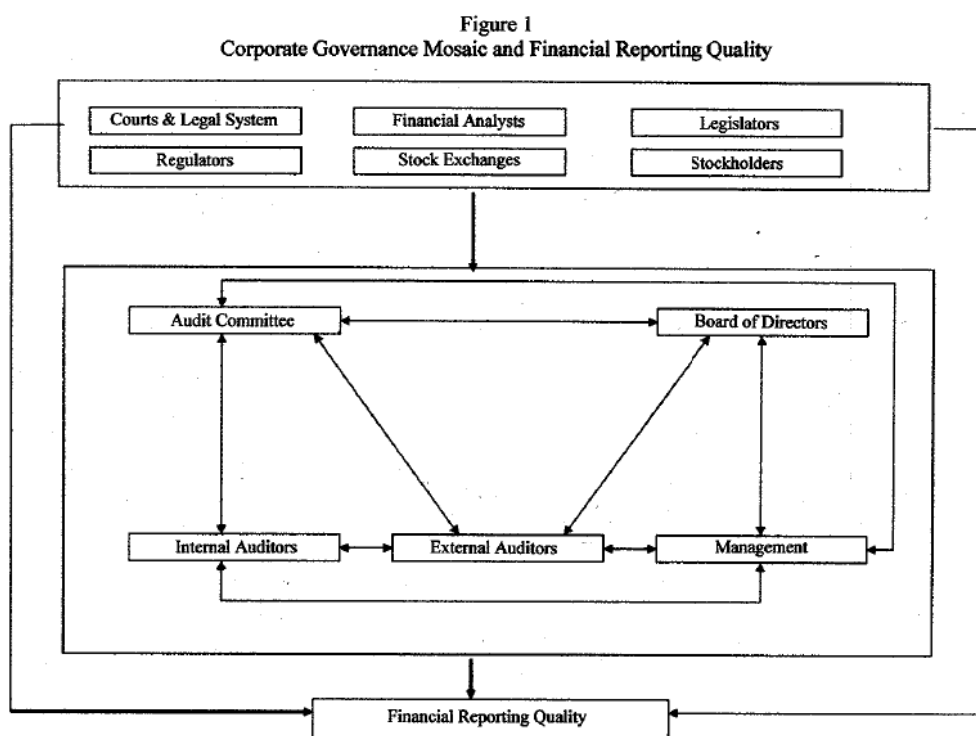 Figure 1
Corporate Governance Mosaic and Financial Reporting Quality
Courts & Legal System
Financial Analysts
Legislators
Regulators
Stock Exchanges
Stockholders
Audit Committee
Board of Directors
Internal Auditors
External Auditors
Management
Financial Reporting Quality